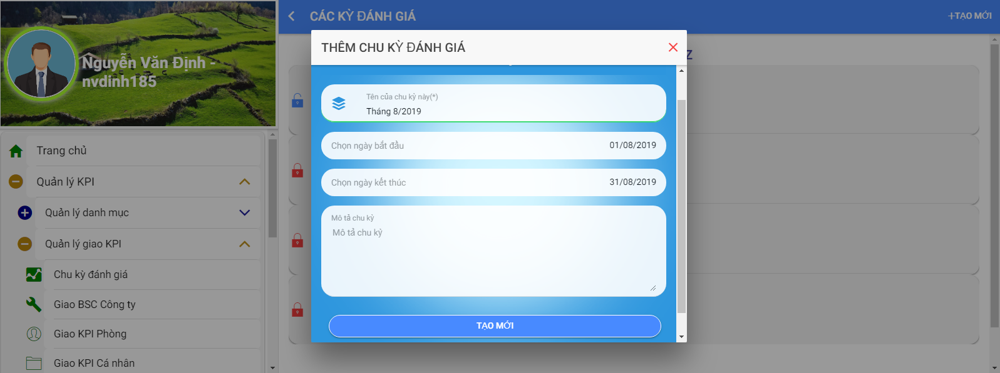 Nguyễn Văn Định -
nvdinh185
Trang chủ
Quản lý KPI
Quản lý danh mục
Quản lý giao KPI
Chu kỳ đánh giá
Giao BSC Công ty
Giao KPI Phòng
Giao KPI Cá nhân
CÁC KỲ ĐÁNH GIÁ
+TẠO MỚI
Z
THÊM CHU KỲ ĐÁNH GIÁ
Tên của chu kỳ này(*)
Tháng 8/2019
Chọn ngày bắt đầu 01/08/2019
Chọn ngày kết thúc 31/08/2019
Mô tả chu kỳ
Mô tả chu kỳ
TẠO MỚI